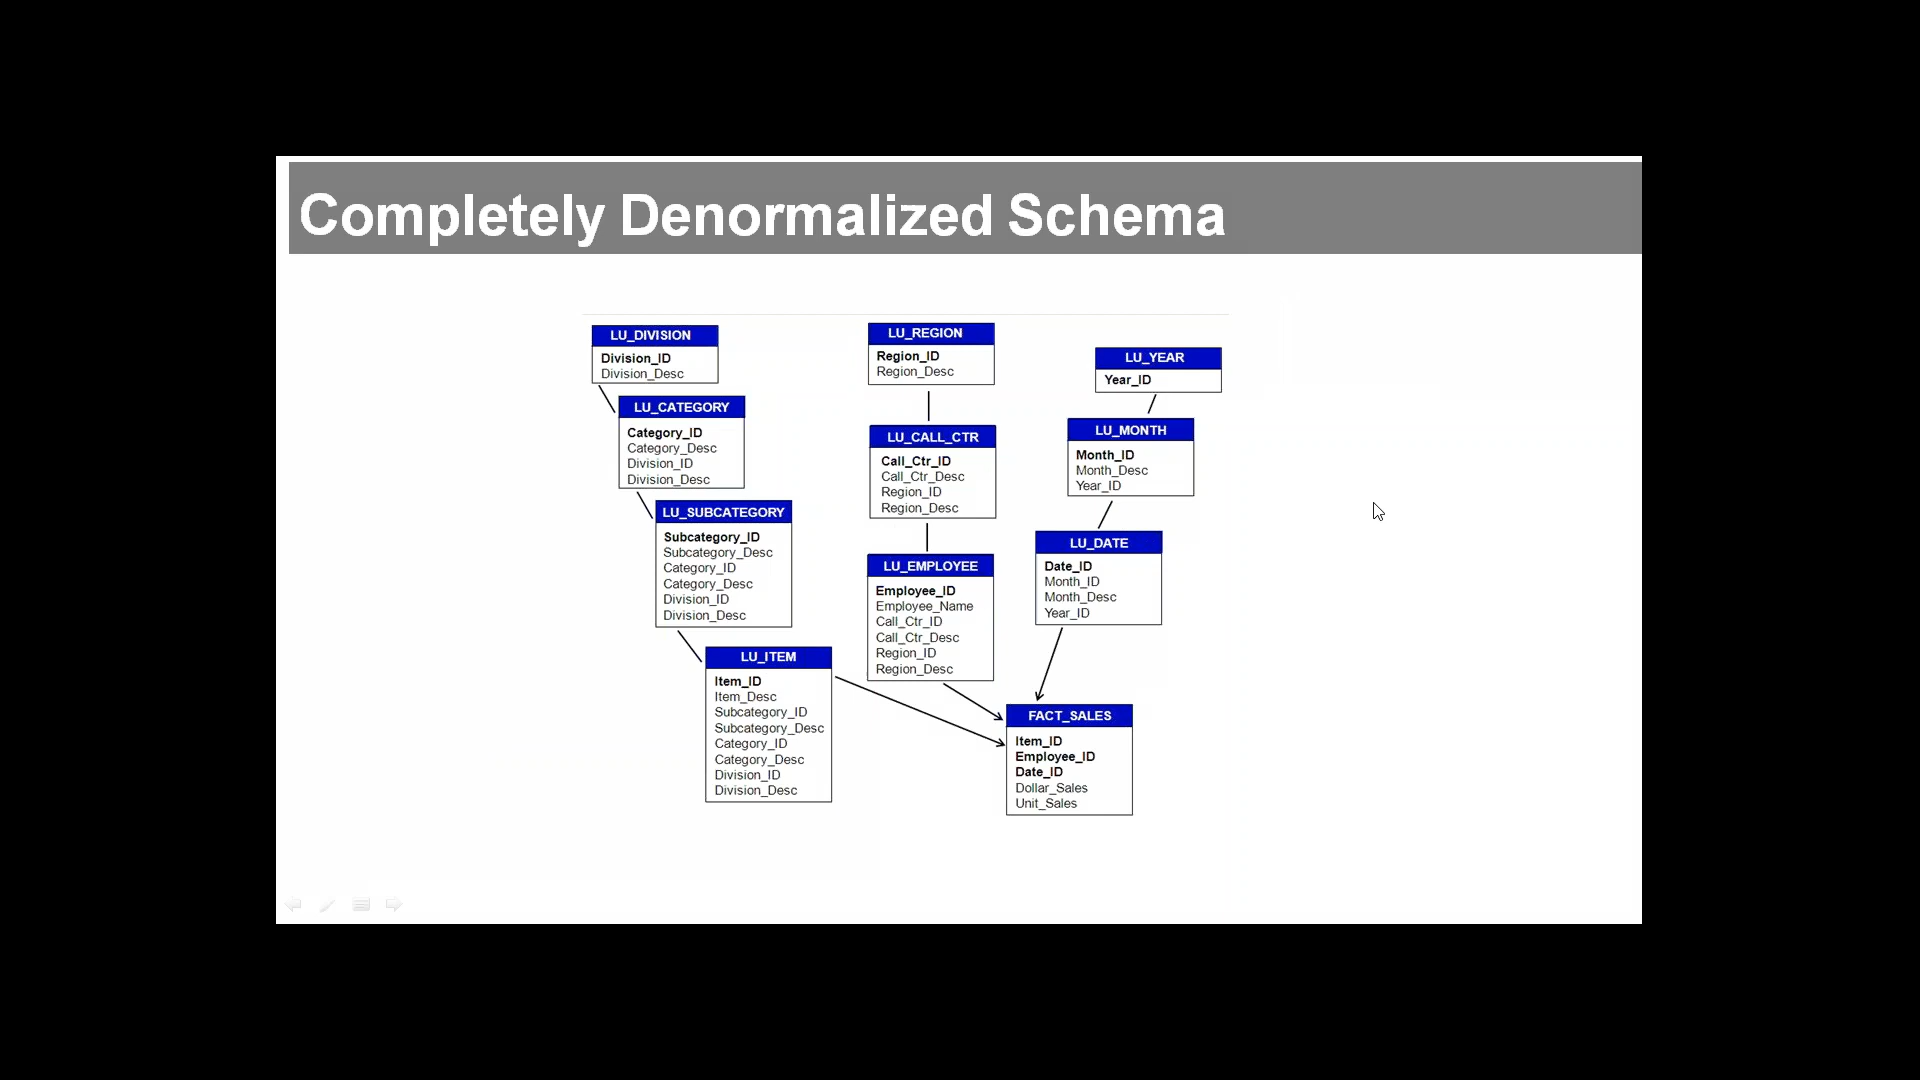 Completely Denormalized Schema
LU_DIVISION
Division_ID
Division_Desc
LU_CATEGORY
Category_ID
Category_Desc
Division_ID
Division_Desc
LU_SUBCATEGORY
Subcategory_ID
Subcategory_Desc
Category_ID
Category_Desc
Division_ID
Division_Desc
LU_ITEM
Item_ID
Item_Desc
Subcategory_ID
Subcategory_Desc
Category_ID
Category_Desc
Division_ID
Division_Desc
LU_REGION
Region_ID
Region_Desc
LU_CALL_CTR
Call_Ctr_ID
Call_Ctr_Desc
Region_ID
Region_Desc
LU_EMPLOYEE
Employee_ID
Employee_Name
Call_Ctr_ID
Call_Ctr_Desc
Region_ID
Region_Desc
LU_YEAR
Year_ID
LU_MONTH
Month_ID
Month_Desc
Year_ID
LU_DATE
Date_ID
Month_ID
Month_Desc
Year_ID
FACT_SALES
Item_ID
Employee_ID
Date_ID
Dollar_Sales
Unit_Sales